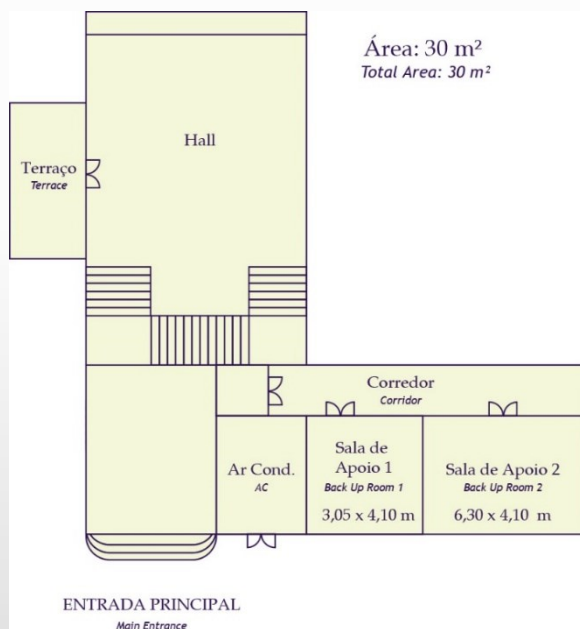 Área: 30 m²
Total Area: 30 m²
Hall
Terraço
Terrace
Corredor
Corridor
Ar Cond.
AC
Sala de
Apoio 1
Back Up Room 1
3,05 x 4,10 m
Sala de Apoio 2
Back Up Room 2
6,30 x 4,10 m
ENTRADA PRINCIPAL
Main Entrance